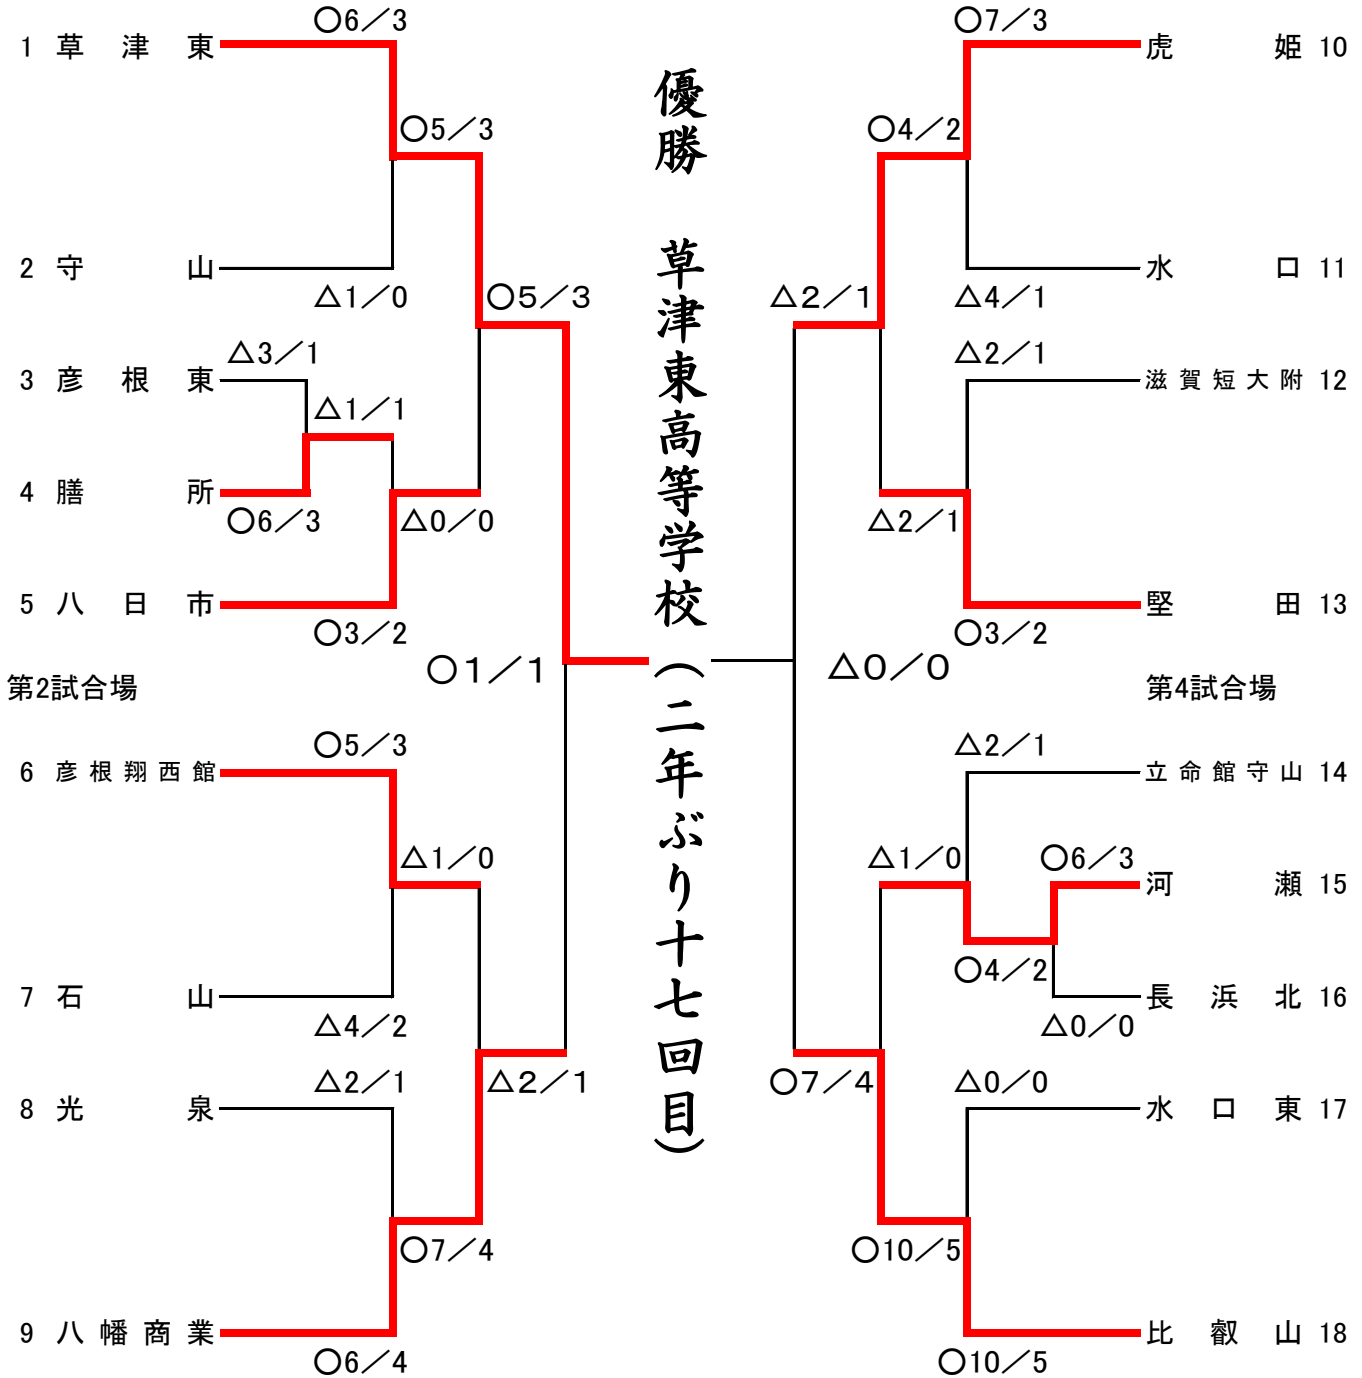 ○6／3
1 草津東
○5／3
2 守山
△1／0
○5／3
△3／1
3 彦根東
△1／1
4 膳所
○6／3
△0／0
5 八日市
○3／2
○1／1
第2試合場
○5／3
6 彦根翔西館
△1／0
7 石山
△4／2
△2／1
△2／1
8 光泉
○7／4
9 八幡商業
○6／4
優勝 草津東高等学校（二年ぶり十七回目）
○7／3
虎姫 10
○4／2
水口 11
△2／1
△4／1
△2／1
滋賀短大附 12
△2／1
堅田 13
○3／2
△0／0
第4試合場
△2／1
立命館守山 14
△1／0
○6／3
河瀬 15
○4／2
長浜北 16
△0／0
○7／4
△0／0
水口東 17
○10／5
比叡山 18
○10／5